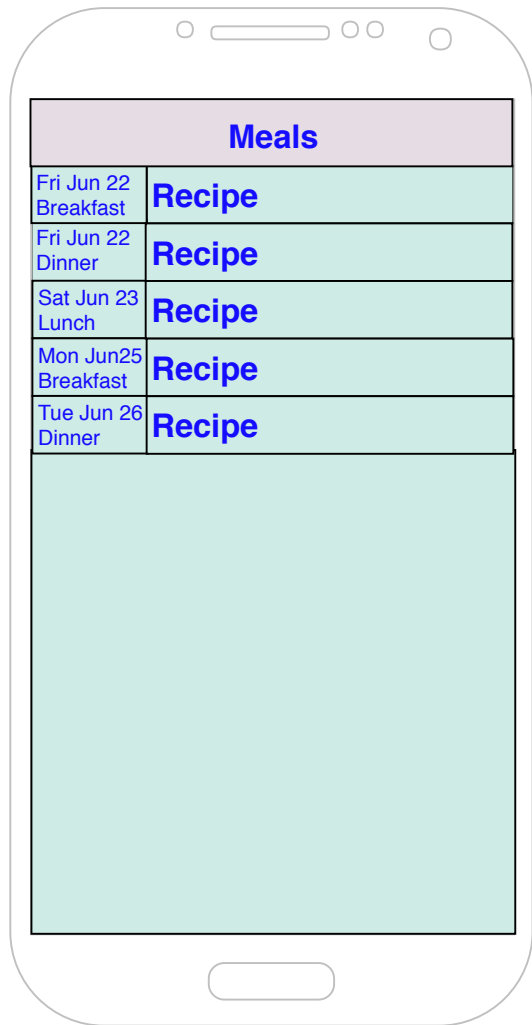 Meals
Fri Jun 22
Breakfast
Recipe
Fri Jun 22
Dinner
Recipe
Sat Jun 23
Lunch
Recipe
Mon Jun25
Breakfast
Recipe
Tue Jun 26
Dinner
Recipe